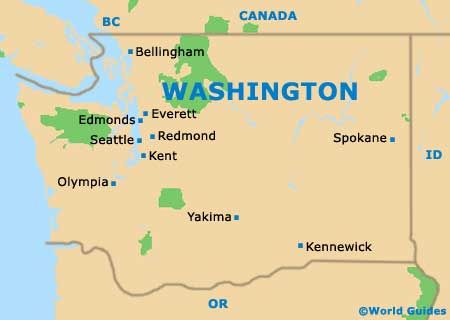 CANADA
BC
Bellingham
WASHINGTON
Everett
Edmonds
Redmond
Seattle
Spokane
Kent
ID
Olympia
Yakima
Kennewick
OR
©World Guides